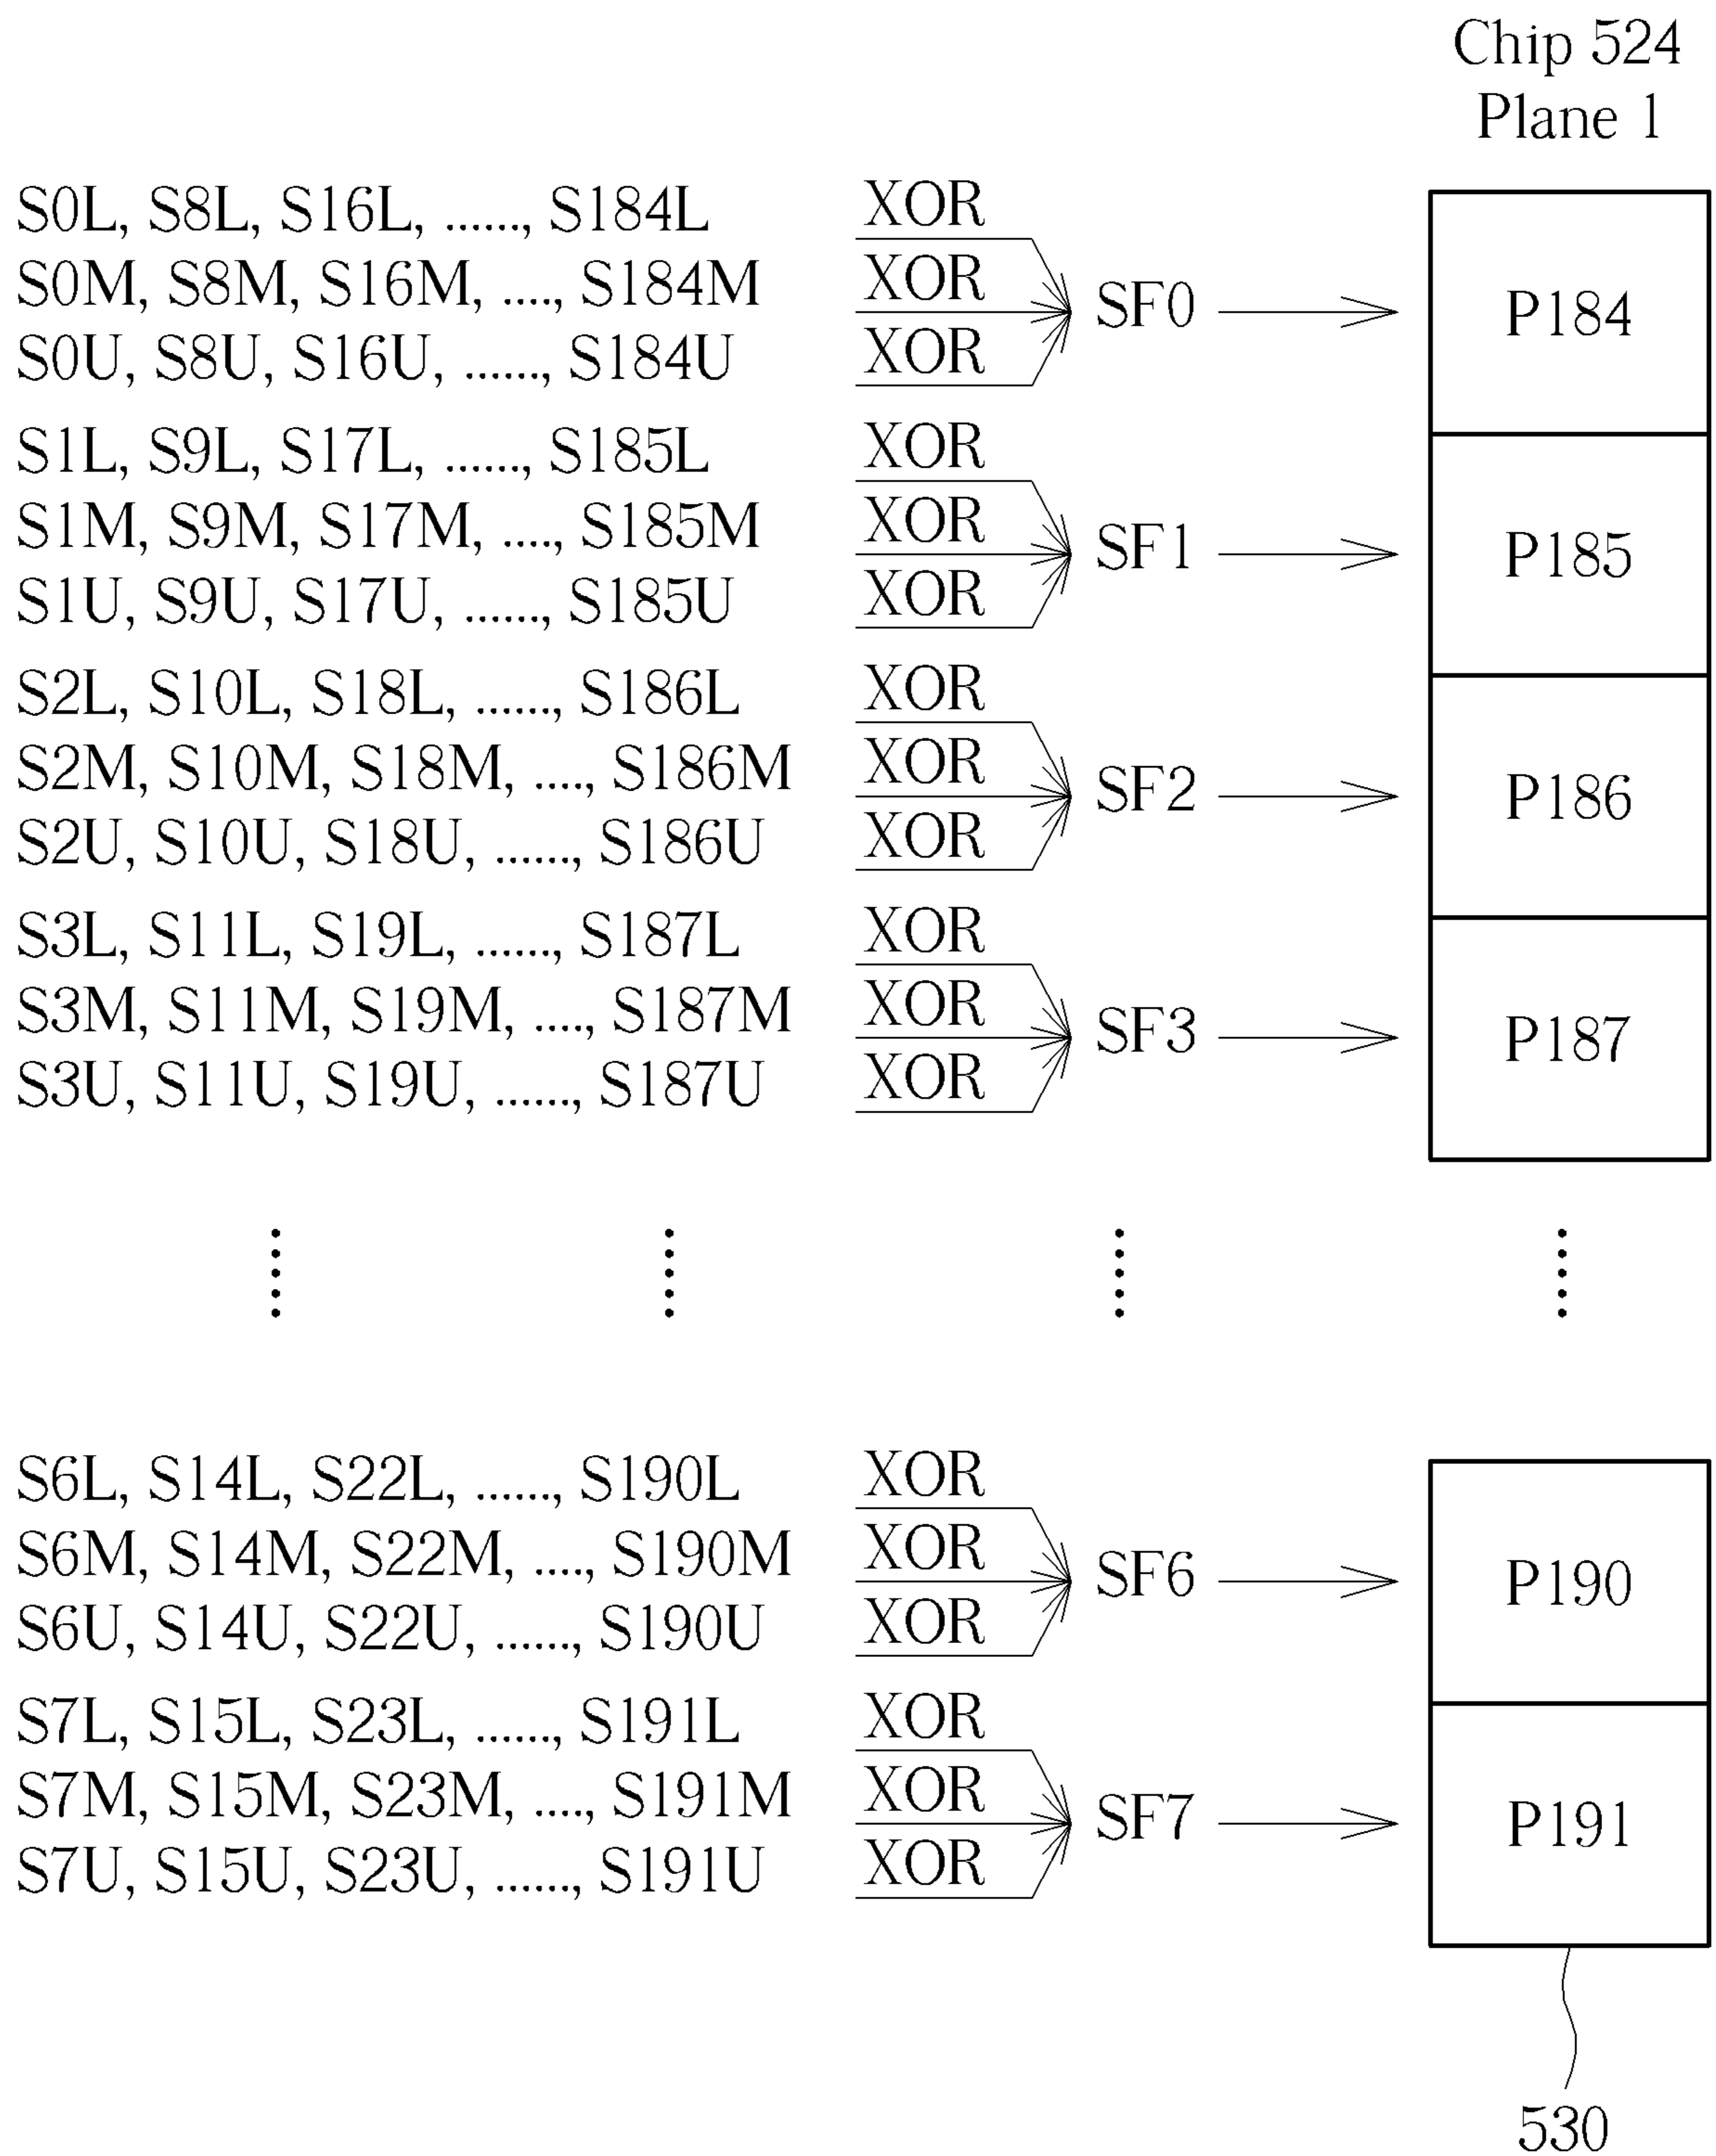 Chip 524
Plane 1
S0L, S8L, S16L, ......, S184L
XOR
S0M, S8M, S16M, ...., S184M
XOR
SF0
P184
S0U, S8U, S16U, ......, S184U
XOR
S1L, S9L, S17L, ......, S185L
XOR
S1M, S9M, S17M, ...., S185M
XOR
SF1
P185
S1U, S9U, S17U, ......, S185U
XOR
S2L, S10L, S18L, ......, S186L
XOR
S2M, S10M, S18M, ...., S186M
XOR
SF2
P186
S2U, S10U, S18U, ......, S186U
XOR
S3L, S11L, S19L, ......, S187L
XOR
S3M, S11M, S19M, ...., S187M
XOR
SF3
P187
S3U, S11U, S19U, ......, S187U
XOR
S6L, S14L, S22L, ......, S190L
XOR
S6M, S14M, S22M, ...., S190M
XOR
SF6
P190
S6U, S14U, S22U, ......, S190U
XOR
S7L, S15L, S23L, ......, S191L
XOR
S7M, S15M, S23M, ...., S191M
XOR
SF7
P191
S7U, S15U, S23U, ......, S191U
XOR
530